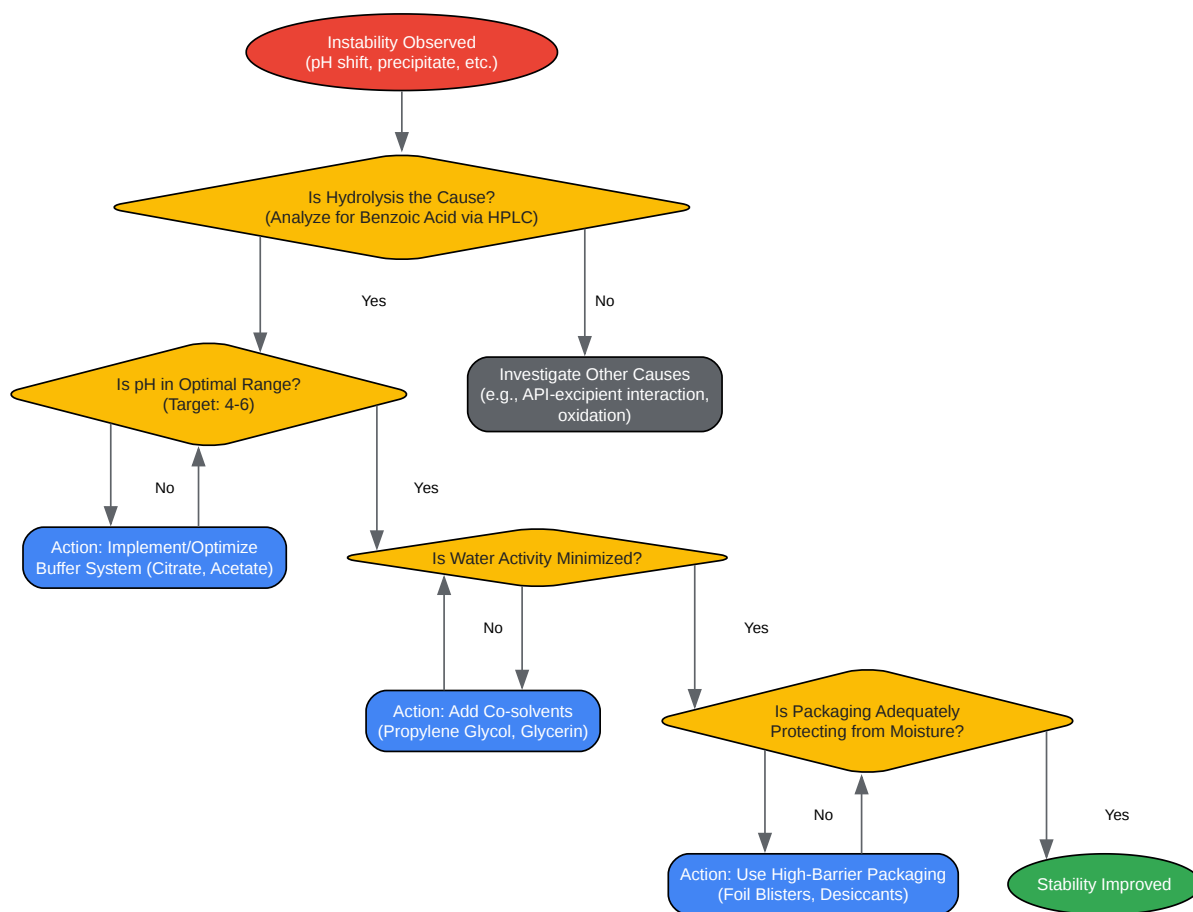 Instability Observed
(pH shift, precipitate, etc.)
Is Hydrolysis the Cause?
(Analyze for Benzoic Acid via HPLC)
Yes
No
Is pH in Optimal Range?
(Target: 4-6)
Investigate Other Causes
(e.g., API-excipient interaction,
oxidation)
No
Yes
Action: Implement/Optimize
Buffer System (Citrate, Acetate)
Is Water Activity Minimized?
No
Yes
Action: Add Co-solvents
(Propylene Glycol, Glycerin)
Is Packaging Adequately
Protecting from Moisture?
No
Yes
Action: Use High-Barrier Packaging
(Foil Blisters, Desiccants)
Stability Improved